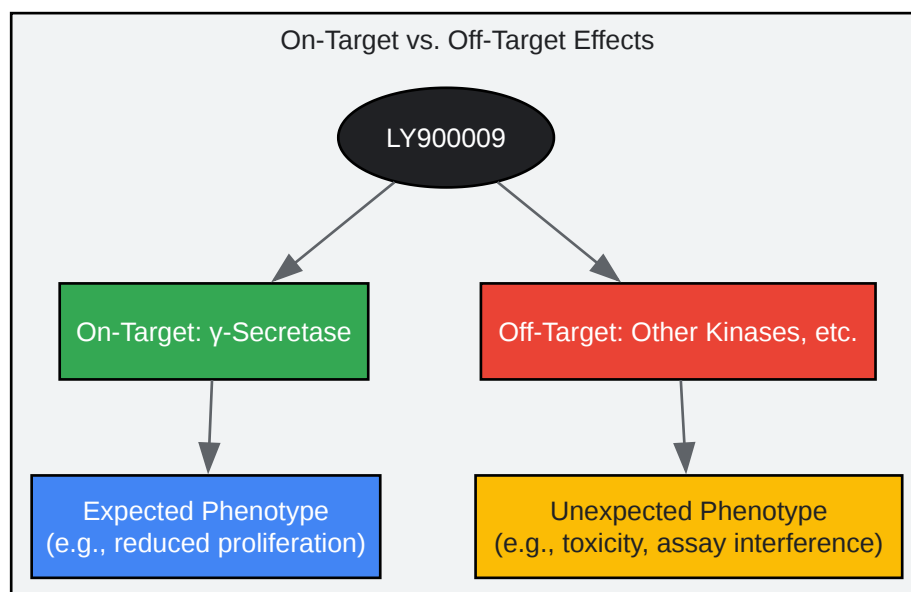 On-Target vs. Off-Target Effects
LY900009
On-Target: γ-Secretase
Off-Target: Other Kinases, etc.
Expected Phenotype
(e.g., reduced proliferation)
Unexpected Phenotype
(e.g., toxicity, assay interference)